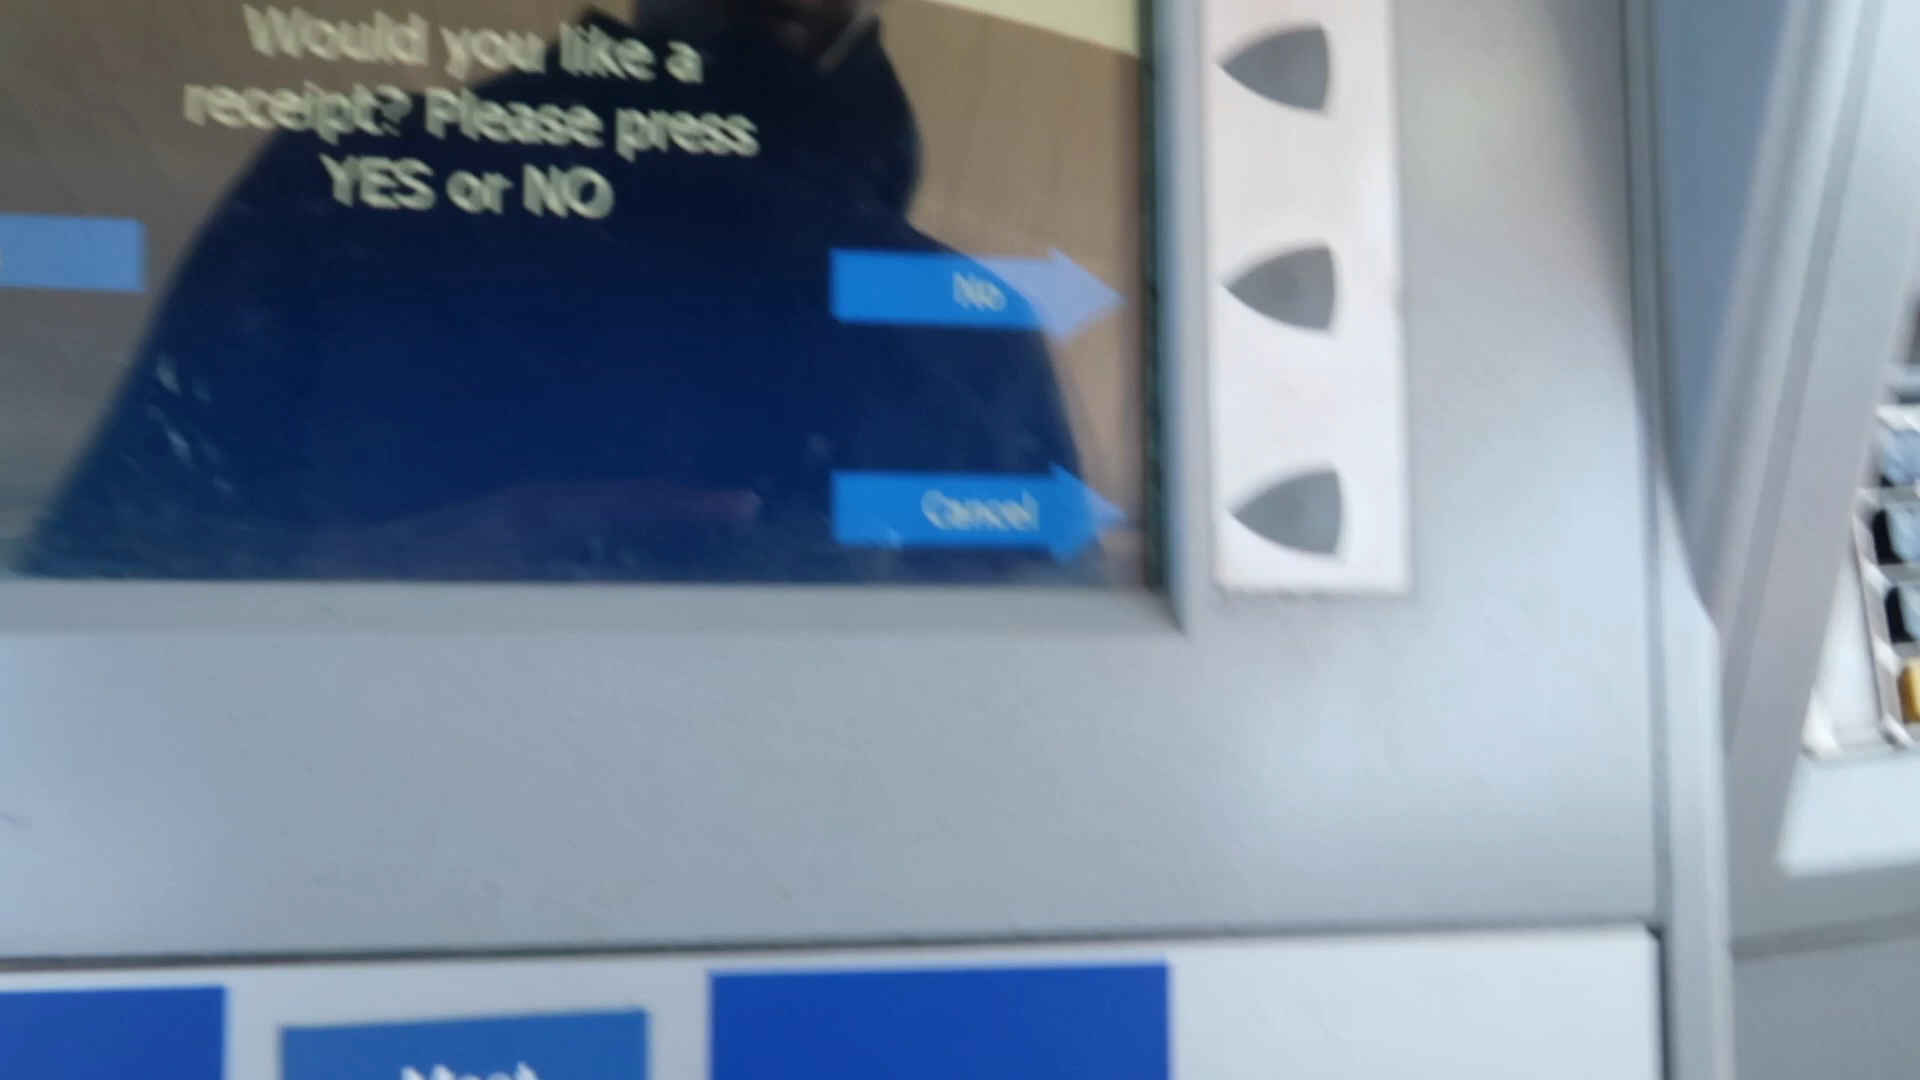 Would you like a
receipt? Please press
YES or NO
No
Cancel